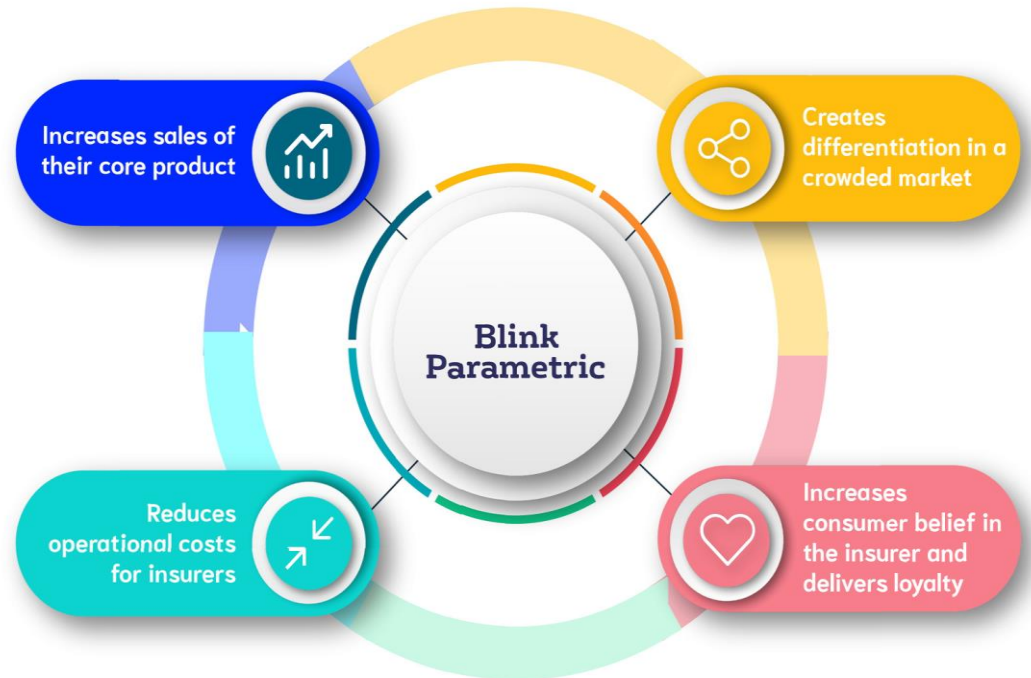 Increases sales of
their core product
Creates
differentiation in a
crowded market
Blink
Parametric
Reduces
operational costs
for insurers
Increases
consumer belief in
the insurer and
delivers loyalty